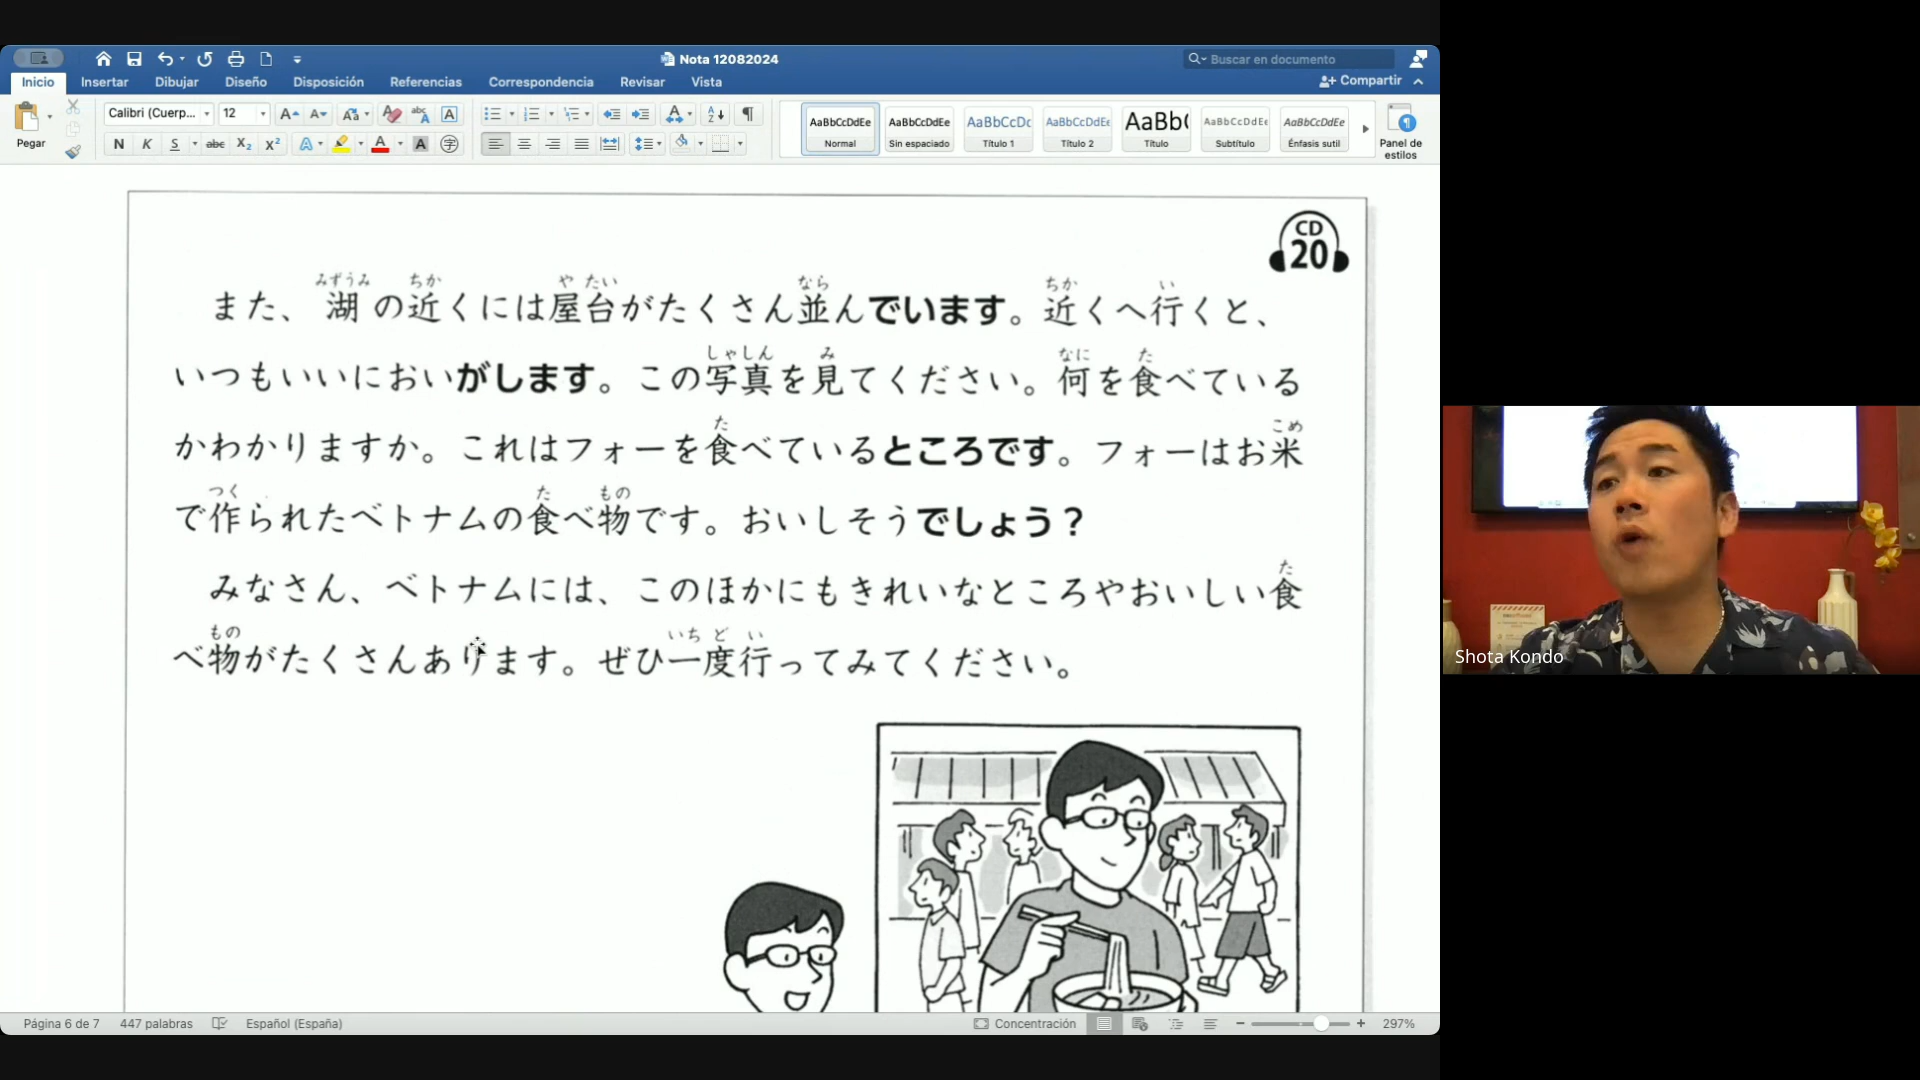 Nota 12082024
Buscar en documento
Inicio Insertar Dibujar Diseño Disposición Referencias Correspondencia Revisar Vista
Compartir
Pegar
Calibri (Cuerp... 12
N K S abc X₂ X²
AaBbCcDdEe AaBbCcDdEe AaBbCcDc AaBbCcDdEe AaBb( AaBbCcDdEe AaBbCcDdEe
Normal Sin espaciado Título 1 Título 2 Título Subtítulo Énfasis sutil
Panel de
estilos
CD
20
みずうみ ちか や たい なら ちか い
また、湖の近くには屋台がたくさん並んでいます。近くへ行くと、
しゃしん み なに た
いつもいいにおいがします。この写真を見てください。何を食べている
た こめ
かわかりますか。これはフォーを食べているところです。フォーはお米
つく た もの
で作られたベトナムの食べ物です。おいしそうでしょう？
た
みなさん、ベトナムには、このほかにもきれいなところやおいしい食
もの いち ど い
べ物がたくさんあります。ぜひ一度行ってみてください。
Shota Kondo
Página 6 de 7 447 palabras Español (España) Concentración 297%